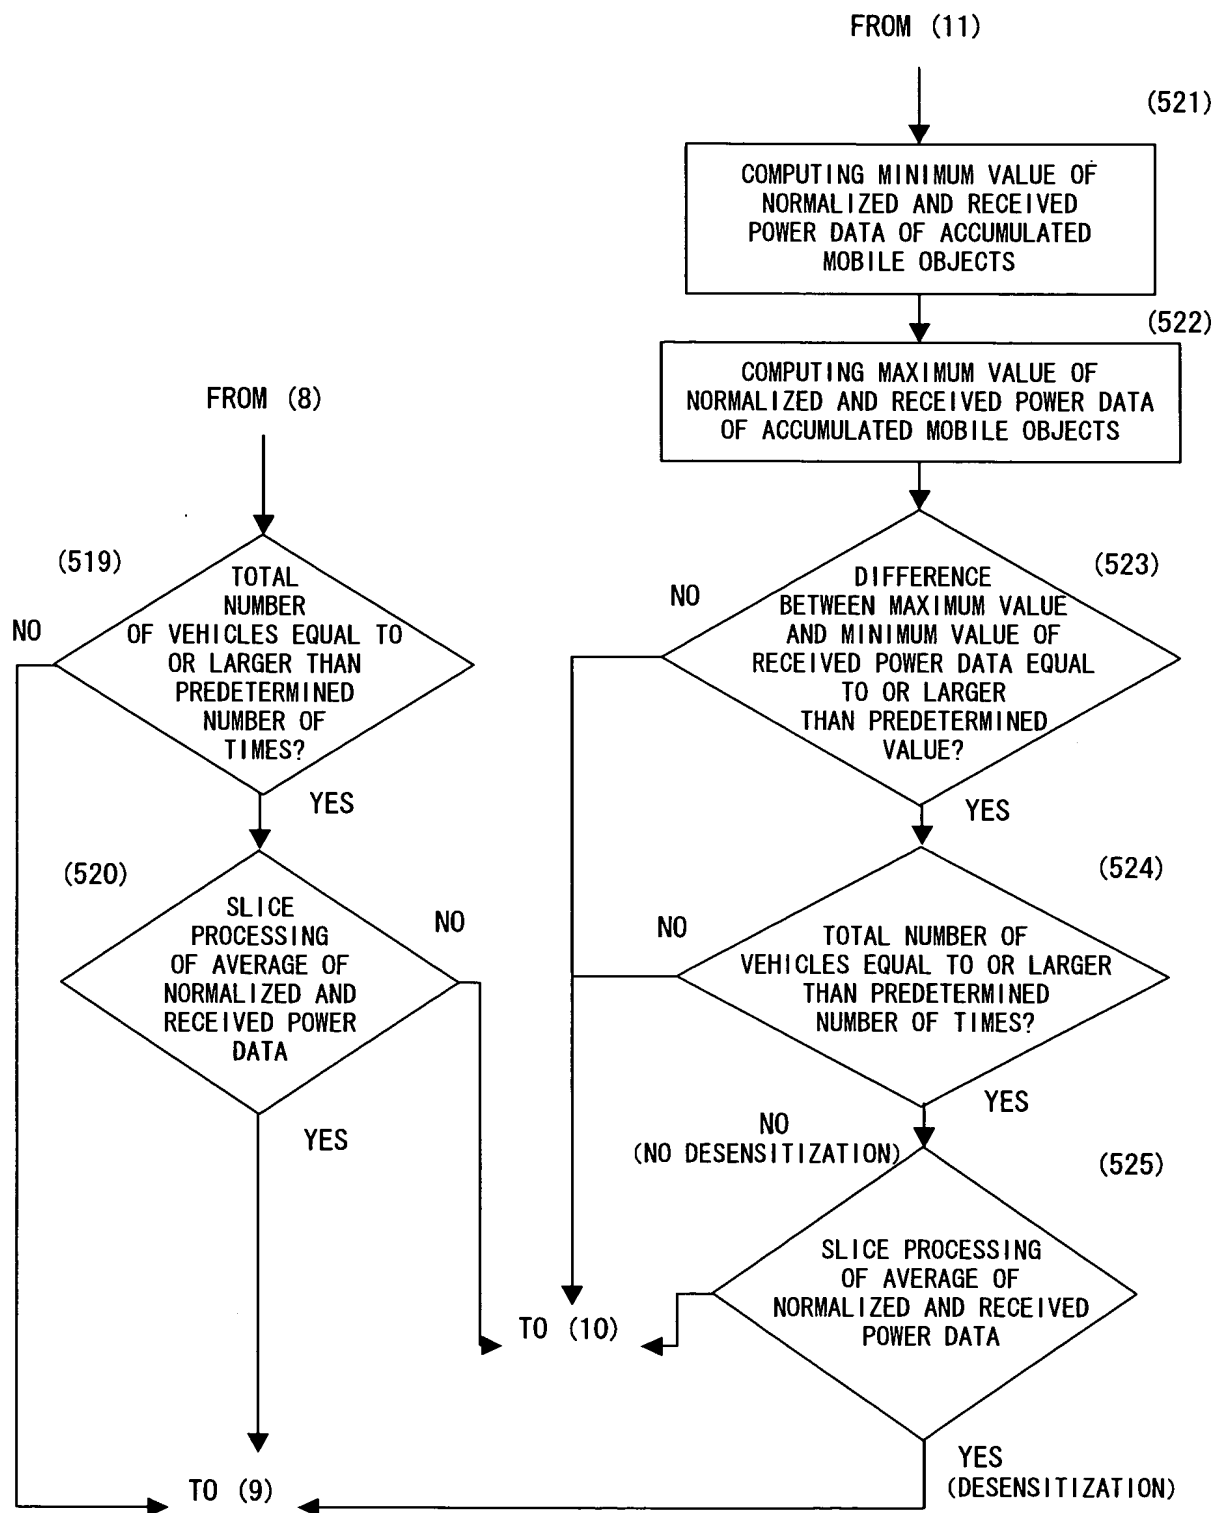 FROM (11)
(521)
COMPUTING MINIMUM VALUE OF
NORMALIZED AND RECEIVED
POWER DATA OF ACCUMULATED
MOBILE OBJECTS
(522)
COMPUTING MAXIMUM VALUE OF
NORMALIZED AND RECEIVED POWER DATA
OF ACCUMULATED MOBILE OBJECTS
FROM (8)
(519)
TOTAL
NUMBER
OF VEHICLES EQUAL TO
OR LARGER THAN
PREDETERMINED
NUMBER OF
TIMES?
NO
YES
(520)
SLICE
PROCESSING
OF AVERAGE OF
NORMALIZED AND
RECEIVED POWER
DATA
NO
YES
(523)
DIFFERENCE
BETWEEN MAXIMUM VALUE
AND MINIMUM VALUE OF
RECEIVED POWER DATA EQUAL
TO OR LARGER
THAN PREDETERMINED
VALUE?
NO
YES
(524)
TOTAL NUMBER OF
VEHICLES EQUAL TO OR LARGER
THAN PREDETERMINED
NUMBER OF TIMES?
NO
YES
NO
(NO DESENSITIZATION)
(525)
SLICE PROCESSING
OF AVERAGE OF
NORMALIZED AND RECEIVED
POWER DATA
TO (10)
YES
(DESENSITIZATION)
TO (9)